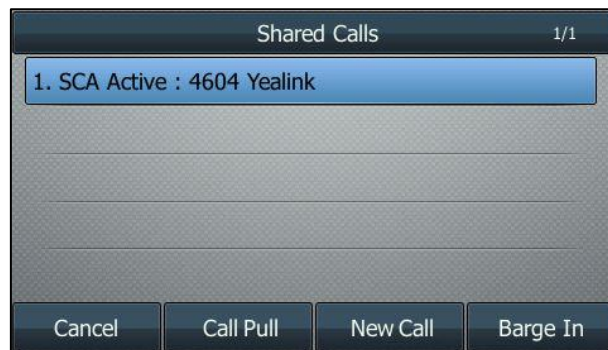 Shared Calls 1/1
1. SCA Active : 4604 Yealink
Cancel Call Pull New Call Barge In